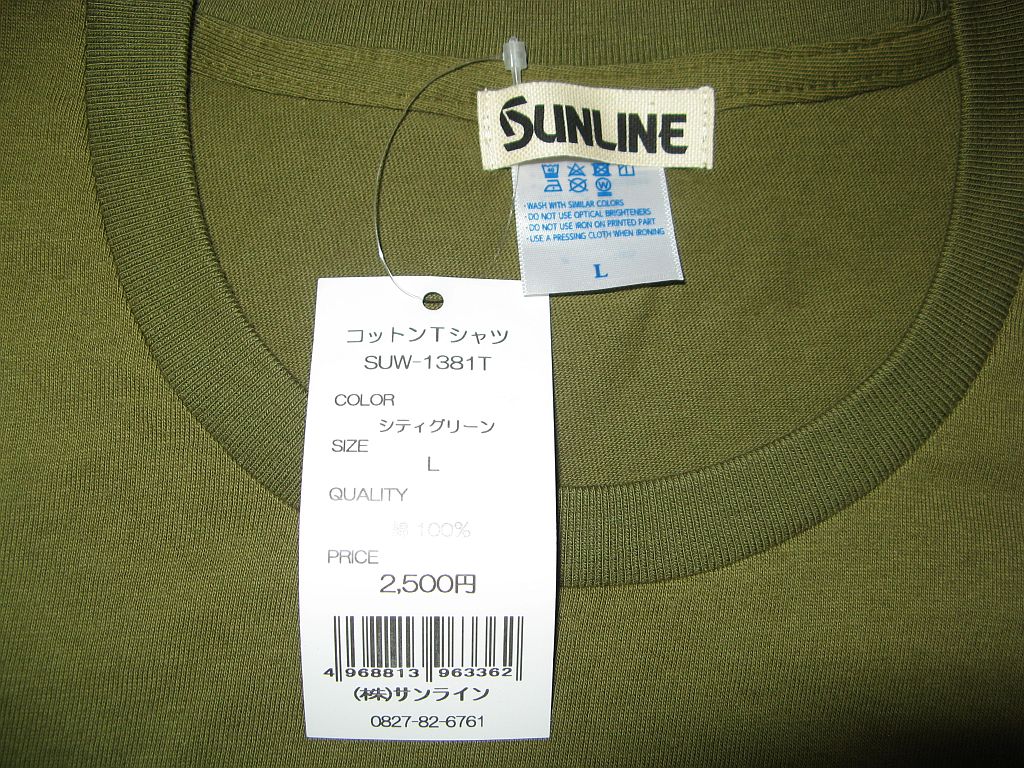 SUNLINE
・WASH WITH SIMILAR COLORS
・DO NOT USE OPTICAL BRIGHTENERS
・DO NOT USE IRON ON PRINTED PART
・USE A PRESSING CLOTH WHEN IRONING
L
コットンTシャツ
SUW-1381T
COLOR
シティグリーン
SIZE
L
QUALITY
綿 100%
PRICE
2,500円
4 968813 963362
(株)サンライン
0827-82-6761